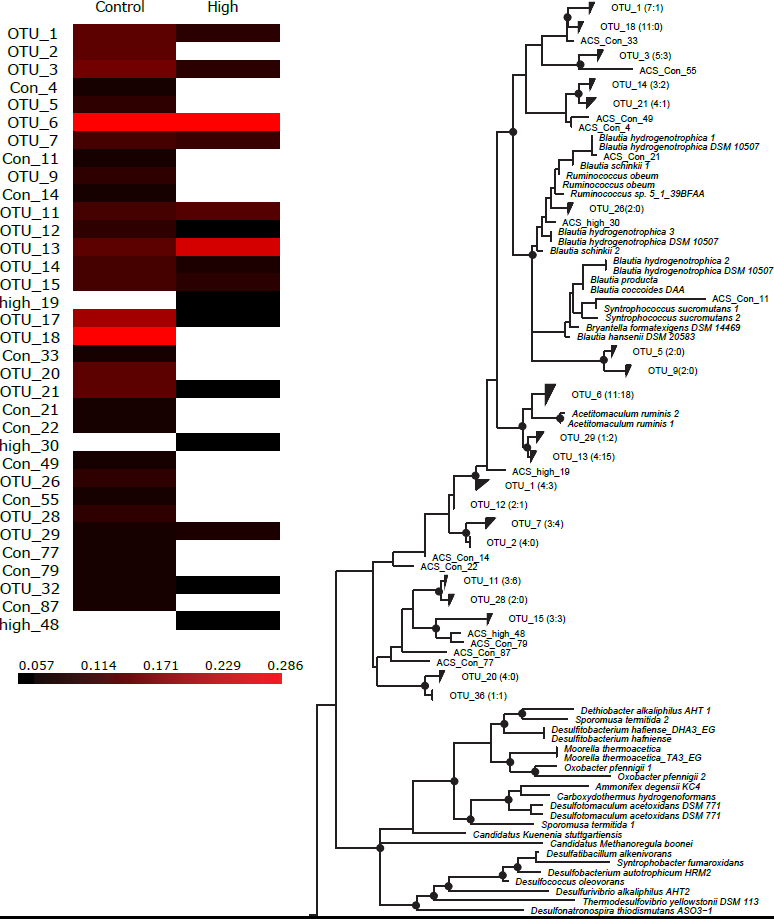 Control High
OTU_1
OTU_2
OTU_3
Con_4
OTU_5
OTU_6
OTU_7
Con_11
OTU_9
Con_14
OTU_11
OTU_12
OTU_13
OTU_14
OTU_15
high_19
OTU_17
OTU_18
Con_33
OTU_20
OTU_21
Con_21
Con_22
high_30
Con_49
OTU_26
Con_55
OTU_28
OTU_29
Con_77
Con_79
OTU_32
Con_87
high_48
0.057 0.114 0.171 0.229 0.286
OTU_1 (7:1)
OTU_18 (11:0)
ACS_Con_33
OTU_3 (5:3)
ACS_Con_55
OTU_14 (3:2)
OTU_21 (4:1)
ACS_Con_49
ACS_Con_4
Blautia hydrogenotrophica 1
Blautia hydrogenotrophica DSM 10507
ACS_Con_21
Blautia schinkii 1
Ruminococcus obeum
Ruminococcus obeum
Ruminococcus sp. 5_1_39BFAA
OTU_26(2:0)
ACS_high_30
Blautia hydrogenotrophica 3
Blautia hydrogenotrophica DSM 10507
Blautia schinkii 2
Blautia hydrogenotrophica 2
Blautia hydrogenotrophica DSM 10507
Blautia producta
Blautia coccoides DAA
ACS_Con_11
Syntrophococcus sucromutans 1
Syntrophococcus sucromutans 2
Bryantella formatexigens DSM 14469
Blautia hansenii DSM 20583
OTU_5 (2:0)
OTU_9(2:0)
OTU_6 (11:18)
Acetitomaculum ruminis 2
Acetitomaculum ruminis 1
OTU_29 (1:2)
OTU_13 (4:15)
ACS_high_19
OTU_1 (4:3)
OTU_12 (2:1)
OTU_7 (3:4)
OTU_2 (4:0)
ACS_Con_14
ACS_Con_22
OTU_11 (3:6)
OTU_28 (2:0)
OTU_15 (3:3)
ACS_high_48
ACS_Con_79
ACS_Con_87
ACS_Con_77
OTU_20 (4:0)
OTU_36 (1:1)
Dethiobacter alkaliphilus AHT 1
Sporomusa termitida 2
Desulfitobacterium hafiense_DHA3_EG
Desulfitobacterium hafniense
Moorella thermoacetica
Moorella thermoacetica_TA3_EG
Oxobacter pfennigii 1
Oxobacter pfennigii 2
Ammonifex degensii KC4
Carboxydothermus hydrogenoformans
Desulfotomaculum acetoxidans DSM 771
Desulfotomaculum acetoxidans DSM 771
Sporomusa termitida 1
Candidatus Kuenenia stuttgartiensis
Candidatus Methanoregula boonei
Desulfatibacillum alkenivorans
Syntrophobacter fumaroxidans
Desulfobacterium autotrophicum HRM2
Desulfococcus oleovorans
Desulfurivibrio alkaliphilus AHT2
Thermodesulfovibrio yellowstonii DSM 113
Desulfonatronospira thiodismutans ASO3-1